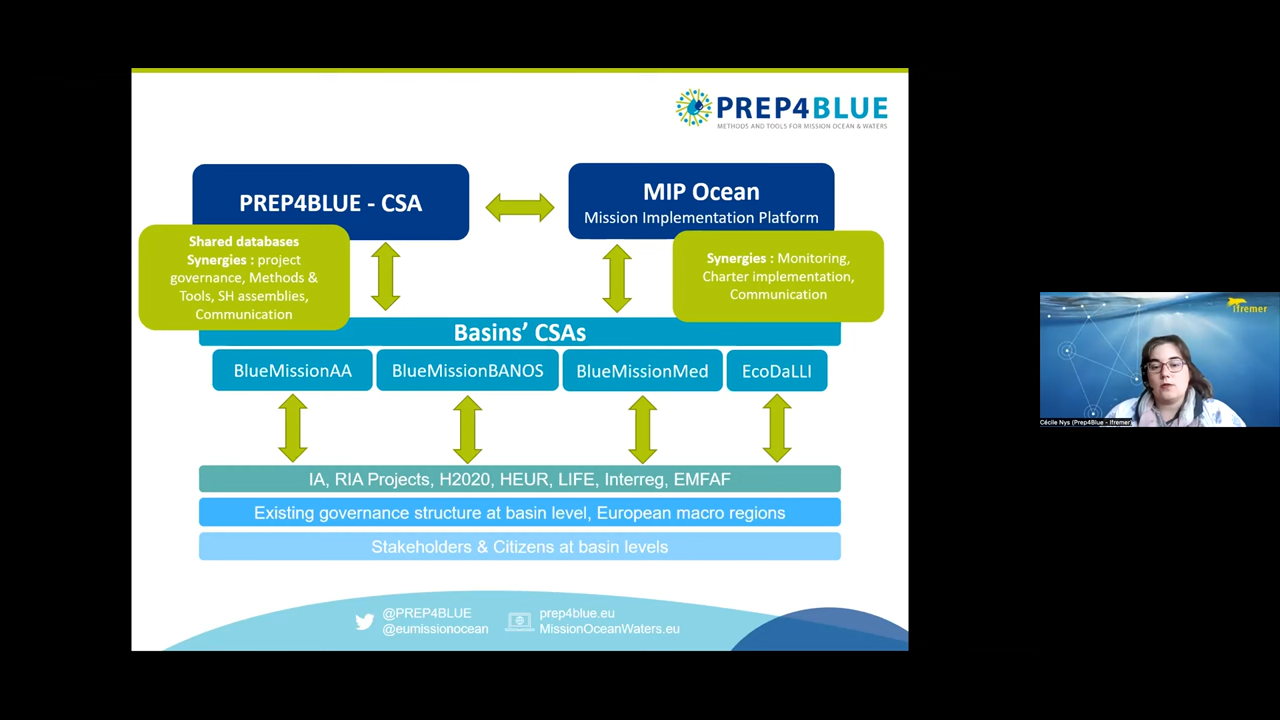 PREP4BLUE
METHODS AND TOOLS FOR MISSION OCEAN & WATERS
PREP4BLUE - CSA
MIP Ocean
Mission Implementation Platform
Shared databases
Synergies : project
governance, Methods &
Tools, SH assemblies,
Communication
Synergies : Monitoring,
Charter implementation,
Communication
Basins' CSAs
BlueMissionAA
BlueMissionBANOS
BlueMissionMed
EcoDaLLI
IA, RIA Projects, H2020, HEUR, LIFE, Interreg, EMFAF
Existing governance structure at basin level, European macro regions
Stakeholders & Citizens at basin levels
@PREP4BLUE
@eumissionocean
prep4blue.eu
MissionOceanWaters.eu
Ifremer
Cécile Nys (Prep4Blue - Ifremer)